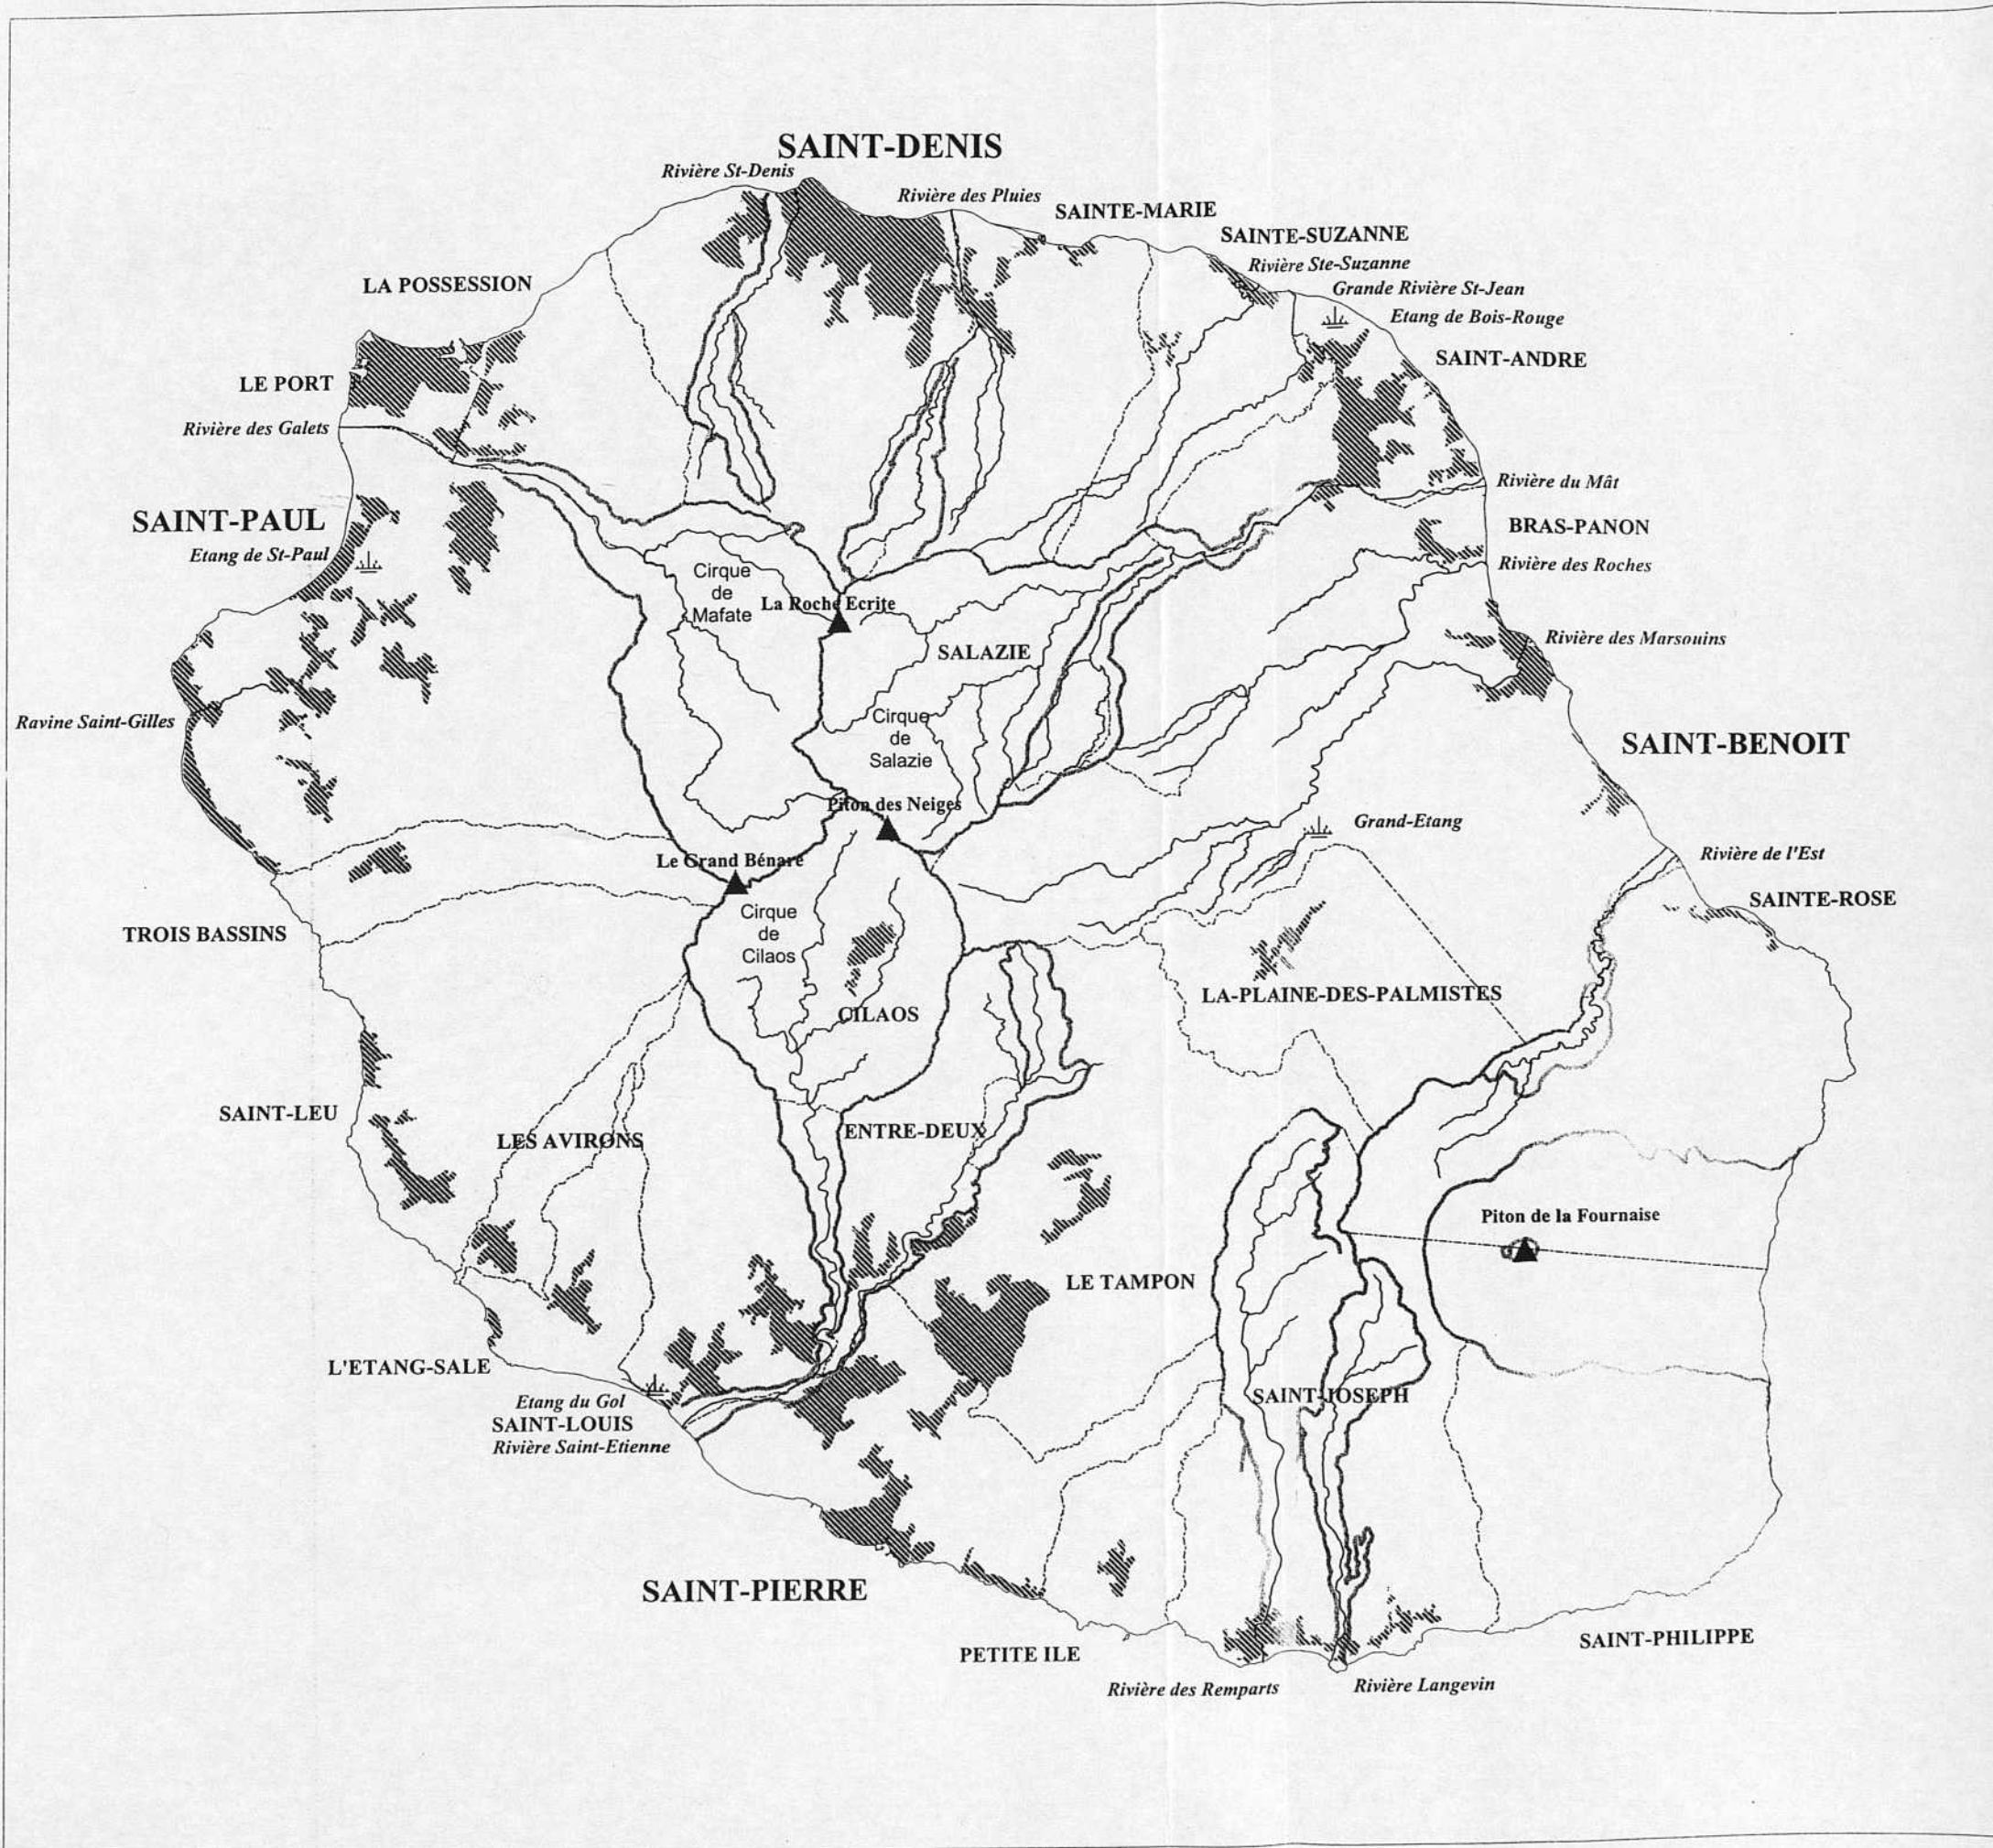 SAINT-DENIS
Rivière St-Denis
Rivière des Pluies
SAINTE-MARIE
SAINTE-SUZANNE
Rivière Ste-Suzanne
LA POSSESSION
Grande Rivière St-Jean
Etang de Bois-Rouge
SAINT-ANDRE
LE PORT
Rivière des Galets
Rivière du Mât
SAINT-PAUL
BRAS-PANON
Etang de St-Paul
Rivière des Roches
Cirque
de
Mafate
La Roche Ecrite
Rivière des Marsouins
SALAZIE
Ravine Saint-Gilles
Cirque
de
Salazie
SAINT-BENOIT
Piton des Neiges
Grand-Etang
Le Grand Bénare
Rivière de l'Est
SAINTE-ROSE
Cirque
de
Cilaos
TROIS BASSINS
LA-PLAINE-DES-PALMISTES
CILAOS
SAINT-LEU
LES AVIRONS
ENTRE-DEUX
Piton de la Fournaise
LE TAMPON
L'ETANG-SALE
Etang du Gol
SAINT-LOUIS
Rivière Saint-Etienne
SAINT-JOSEPH
SAINT-PIERRE
PETITE ILE
SAINT-PHILIPPE
Rivière des Remparts
Rivière Langevin